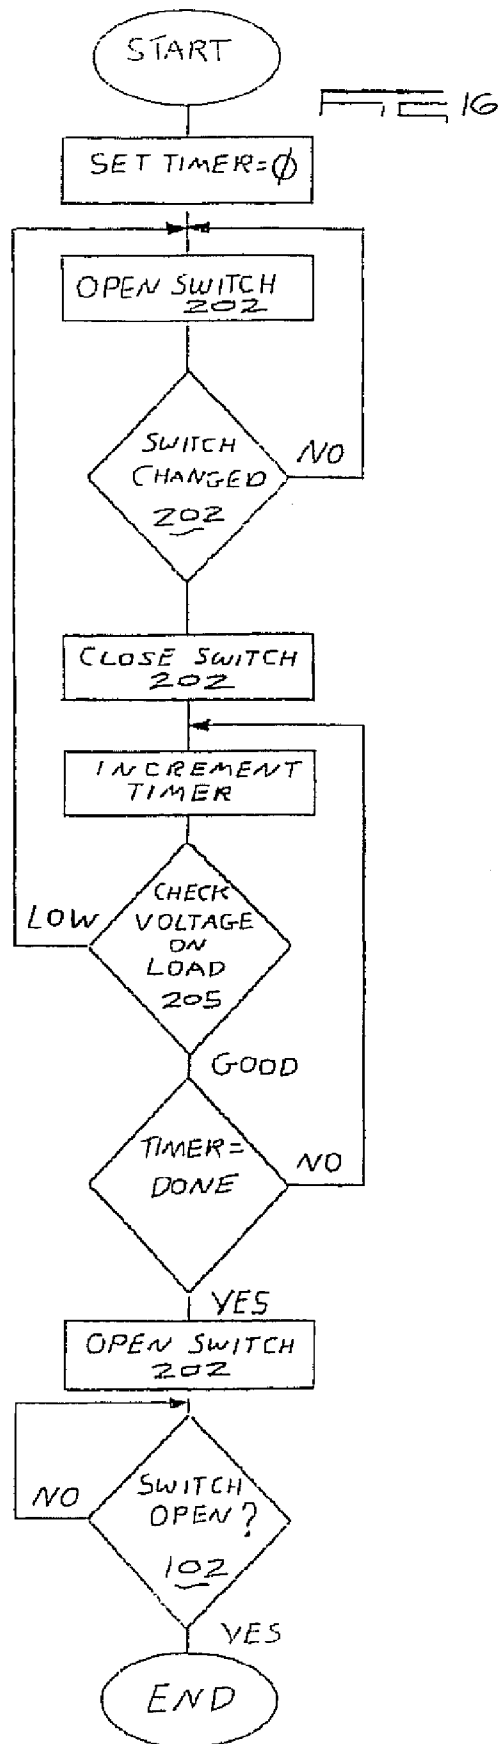 START
FIG 16
SET TIMER=∅
OPEN SWITCH
202
SWITCH
CHANGED
202
NO
CLOSE SWITCH
202
INCREMENT
TIMER
CHECK
VOLTAGE
ON
LOAD
205
LOW
GOOD
TIMER=
DONE
NO
YES
OPEN SWITCH
202
SWITCH
OPEN?
102
NO
YES
END